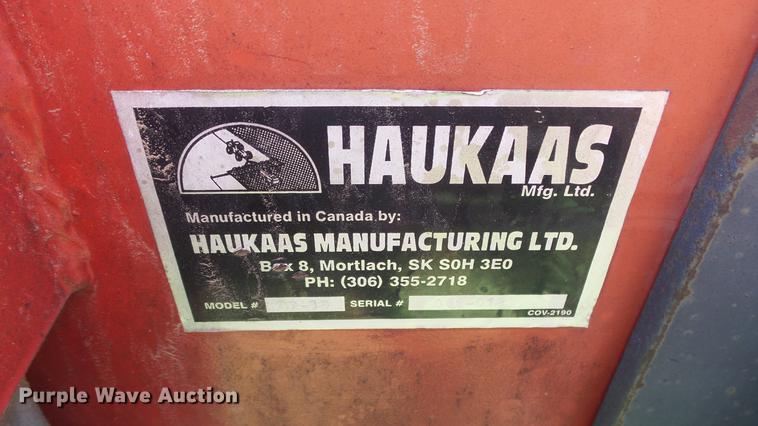 HAUKAAS
Mfg. Ltd.
Manufactured in Canada by:
HAUKAAS MANUFACTURING LTD.
Box 8, Mortlach, SK S0H 3E0
PH: (306) 355-2718
MODEL # SERIAL #
COV-2190
Purple Wave Auction®